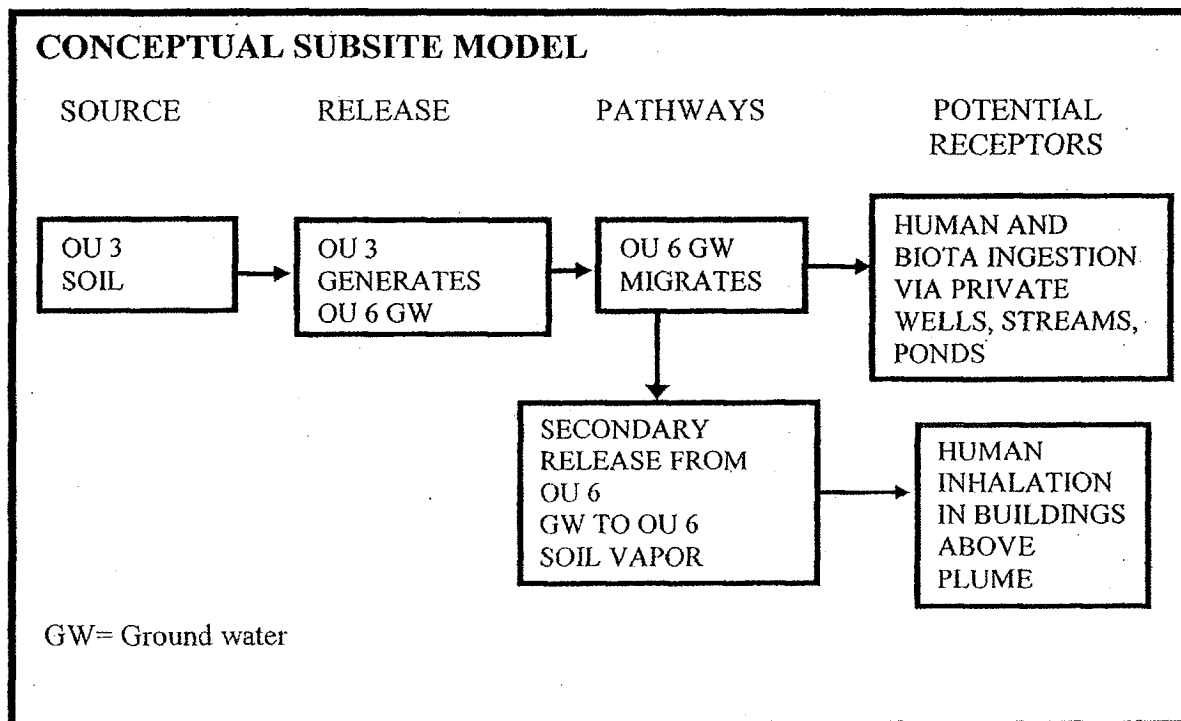 CONCEPTUAL SUBSITE MODEL
SOURCE
RELEASE
PATHWAYS
POTENTIAL
RECEPTORS
OU 3
SOIL
OU 3
GENERATES
OU 6 GW
OU 6 GW
MIGRATES
HUMAN AND
BIOTA INGESTION
VIA PRIVATE
WELLS, STREAMS,
PONDS
SECONDARY
RELEASE FROM
OU 6
GW TO OU 6
SOIL VAPOR
HUMAN
INHALATION
IN BUILDINGS
ABOVE
PLUME
GW= Ground water